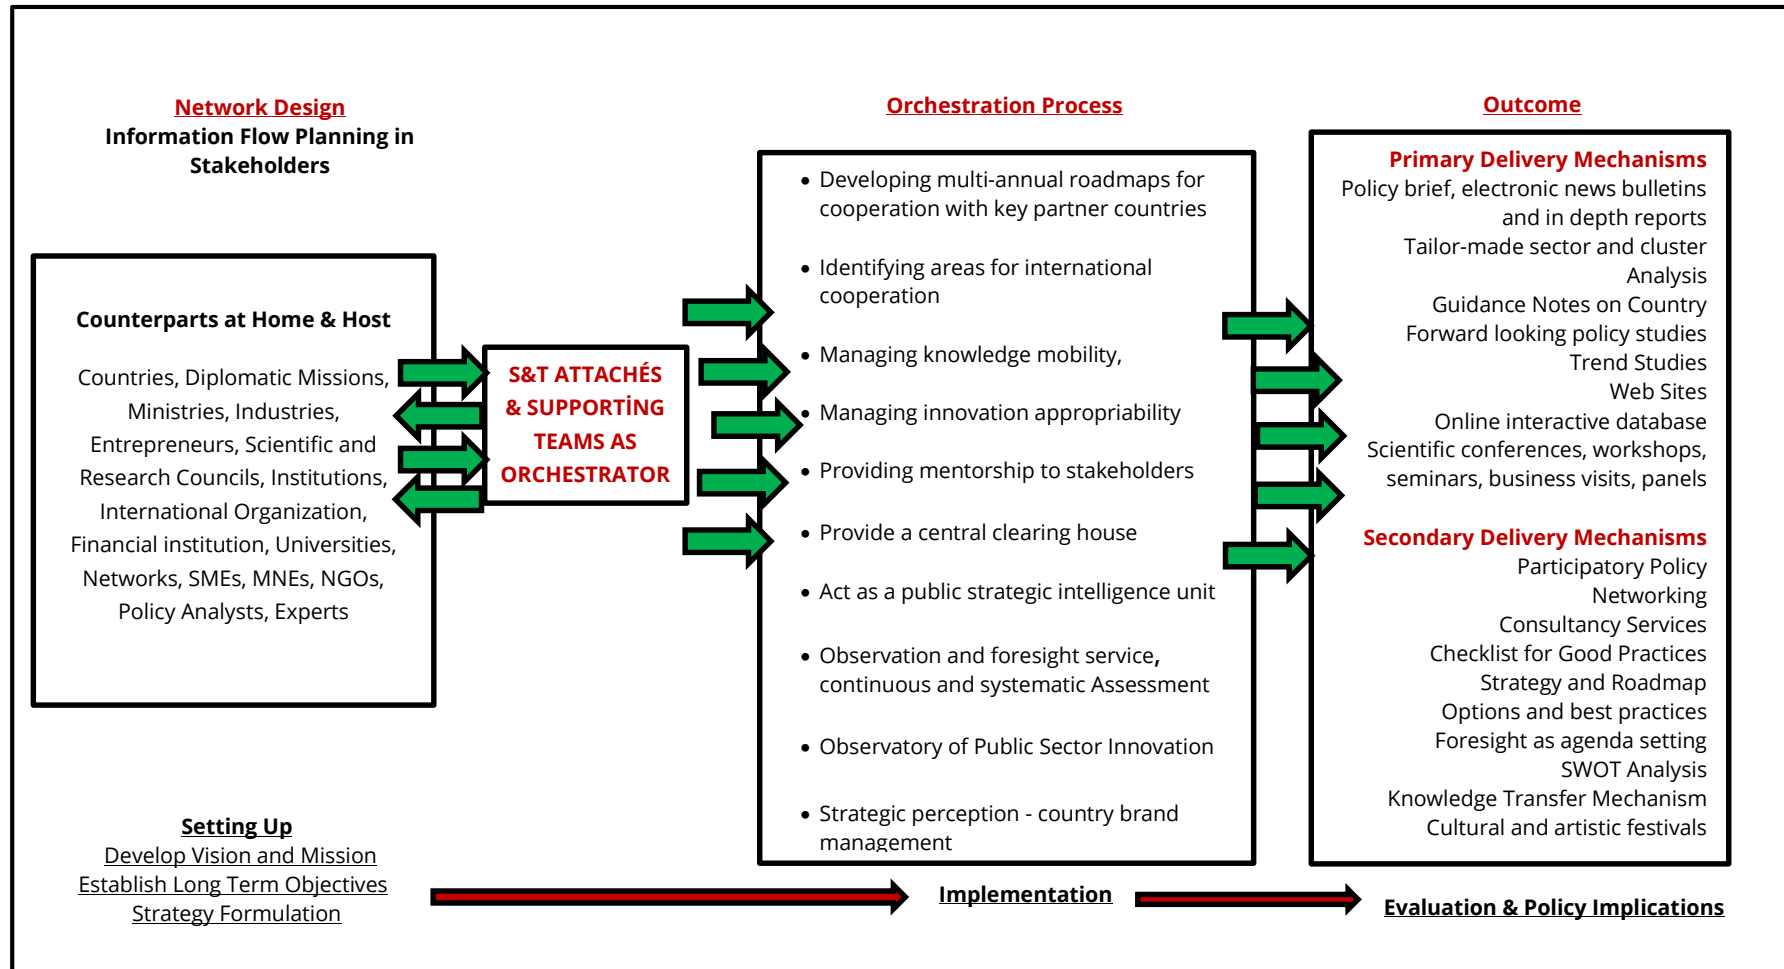 Network Design
Information Flow Planning in
Stakeholders
Counterparts at Home & Host
Countries, Diplomatic Missions,
Ministries, Industries,
Entrepreneurs, Scientific and
Research Councils, Institutions,
International Organization,
Financial institution, Universities,
Networks, SMEs, MNEs, NGOs,
Policy Analysts, Experts
S&T ATTACHÉS
& SUPPORTİNG
TEAMS AS
ORCHESTRATOR
Orchestration Process
• Developing multi-annual roadmaps for
cooperation with key partner countries
• Identifying areas for international
cooperation
• Managing knowledge mobility,
• Managing innovation appropriability
• Providing mentorship to stakeholders
• Provide a central clearing house
• Act as a public strategic intelligence unit
• Observation and foresight service,
continuous and systematic Assessment
• Observatory of Public Sector Innovation
• Strategic perception - country brand
management
Outcome
Primary Delivery Mechanisms
Policy brief, electronic news bulletins
and in depth reports
Tailor-made sector and cluster
Analysis
Guidance Notes on Country
Forward looking policy studies
Trend Studies
Web Sites
Online interactive database
Scientific conferences, workshops,
seminars, business visits, panels
Secondary Delivery Mechanisms
Participatory Policy
Networking
Consultancy Services
Checklist for Good Practices
Strategy and Roadmap
Options and best practices
Foresight as agenda setting
SWOT Analysis
Knowledge Transfer Mechanism
Cultural and artistic festivals
Setting Up
Develop Vision and Mission
Establish Long Term Objectives
Strategy Formulation
Implementation
Evaluation & Policy Implications